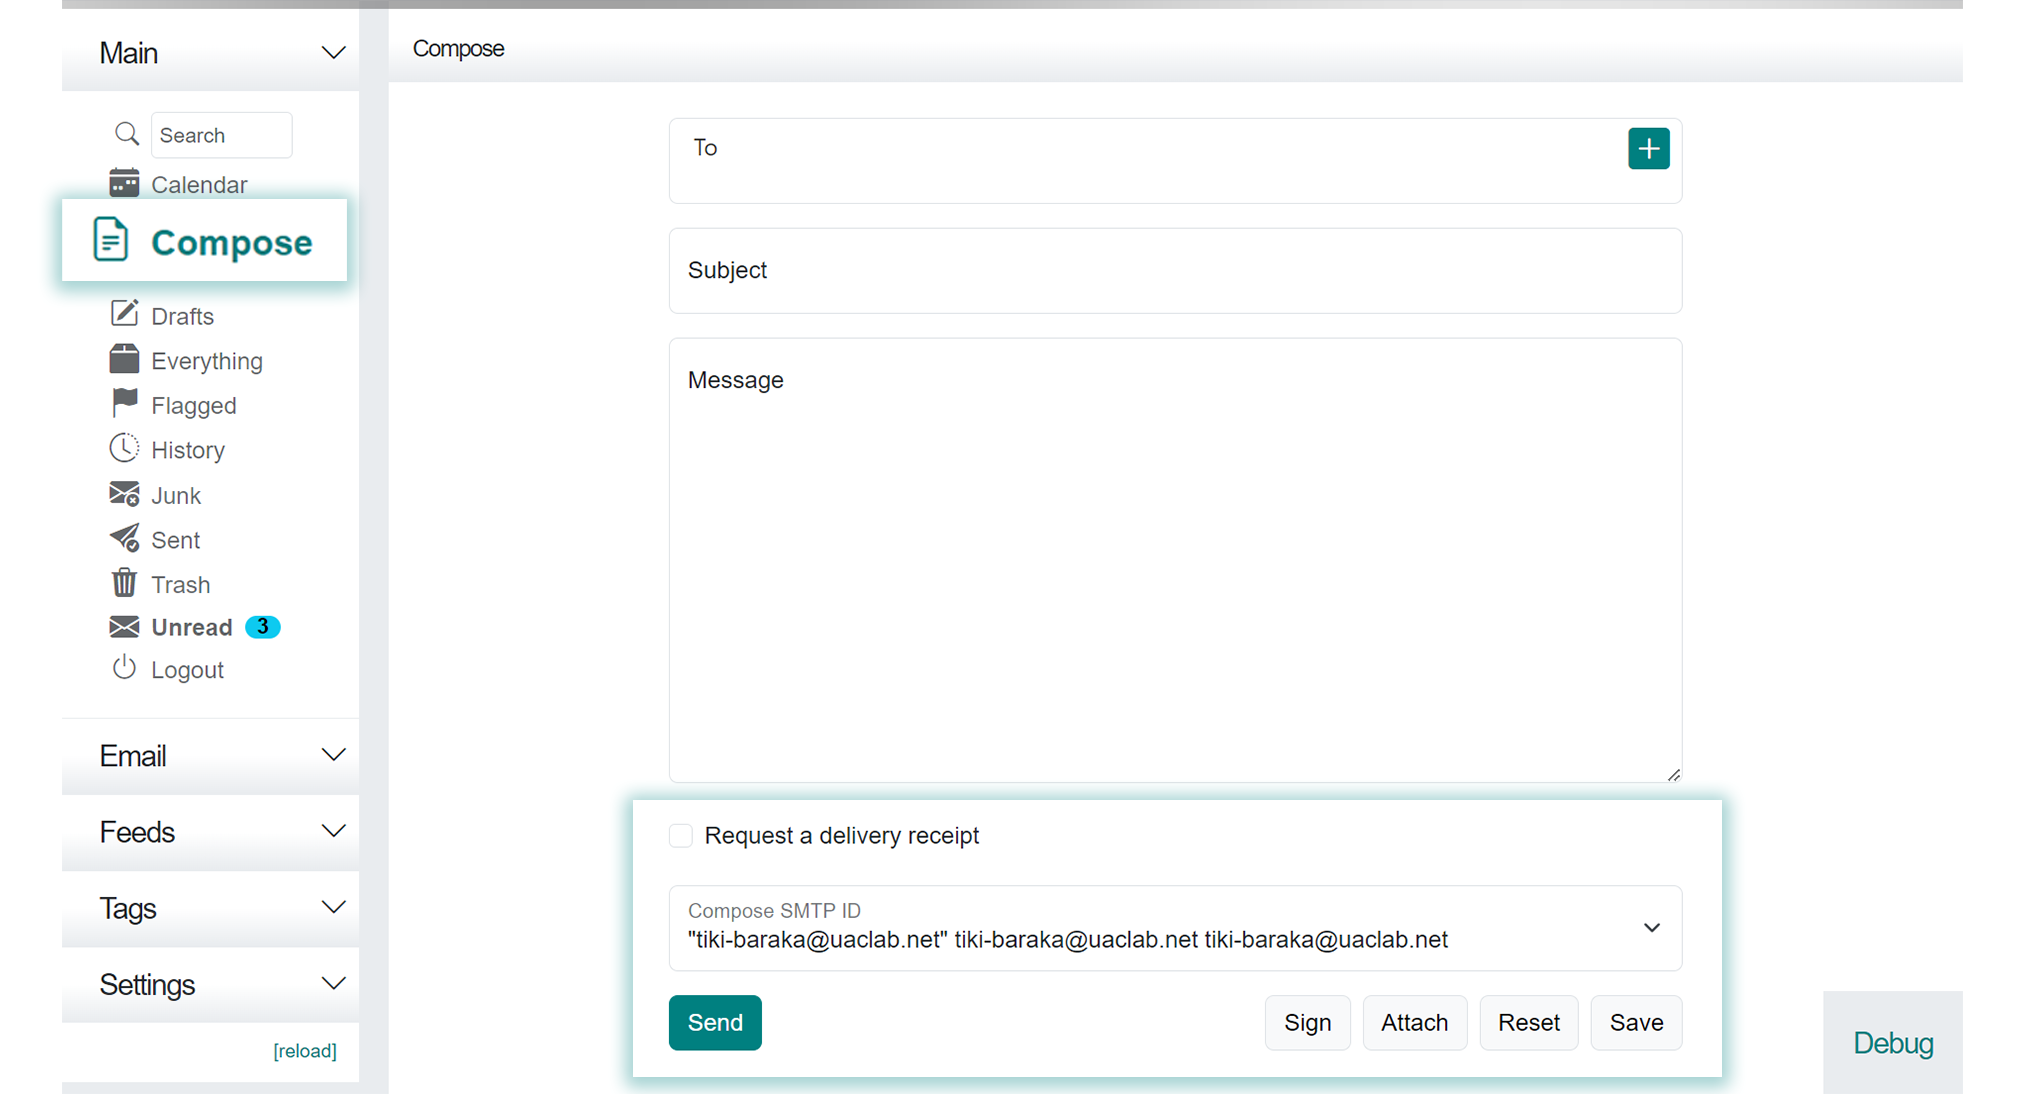 Main
Search
Calendar
Compose
Drafts
Everything
Flagged
History
Junk
Sent
Trash
Unread 3
Logout
Email
Feeds
Tags
Settings
[reload]
Compose
To
Subject
Message
Request a delivery receipt
Compose SMTP ID
"tiki-baraka@uaclab.net" tiki-baraka@uaclab.net tiki-baraka@uaclab.net
Send Sign Attach Reset Save
Debug